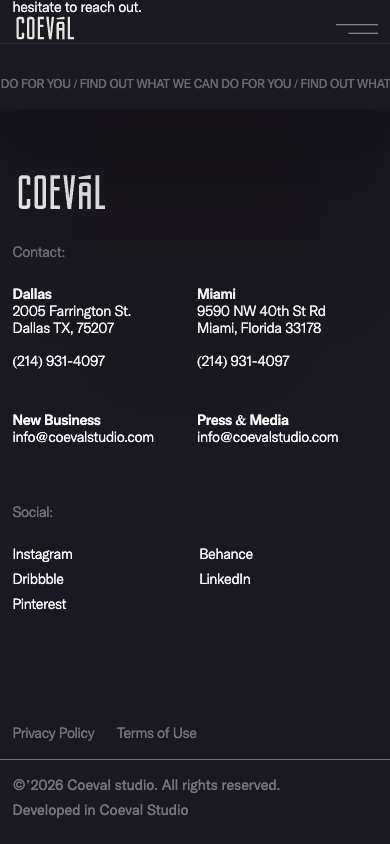 hesitate to reach out.
COEVáL
DO FOR YOU / FIND OUT WHAT WE CAN DO FOR YOU / FIND OUT WHAT
COEVáL
Contact:
Dallas
2005 Farrington St.
Dallas TX, 75207
(214) 931-4097
Miami
9590 NW 40th St Rd
Miami, Florida 33178
(214) 931-4097
New Business
info@coevalstudio.com
Press & Media
info@coevalstudio.com
Social:
Instagram
Dribbble
Pinterest
Behance
LinkedIn
Privacy Policy Terms of Use
©'2026 Coeval studio. All rights reserved.
Developed in Coeval Studio